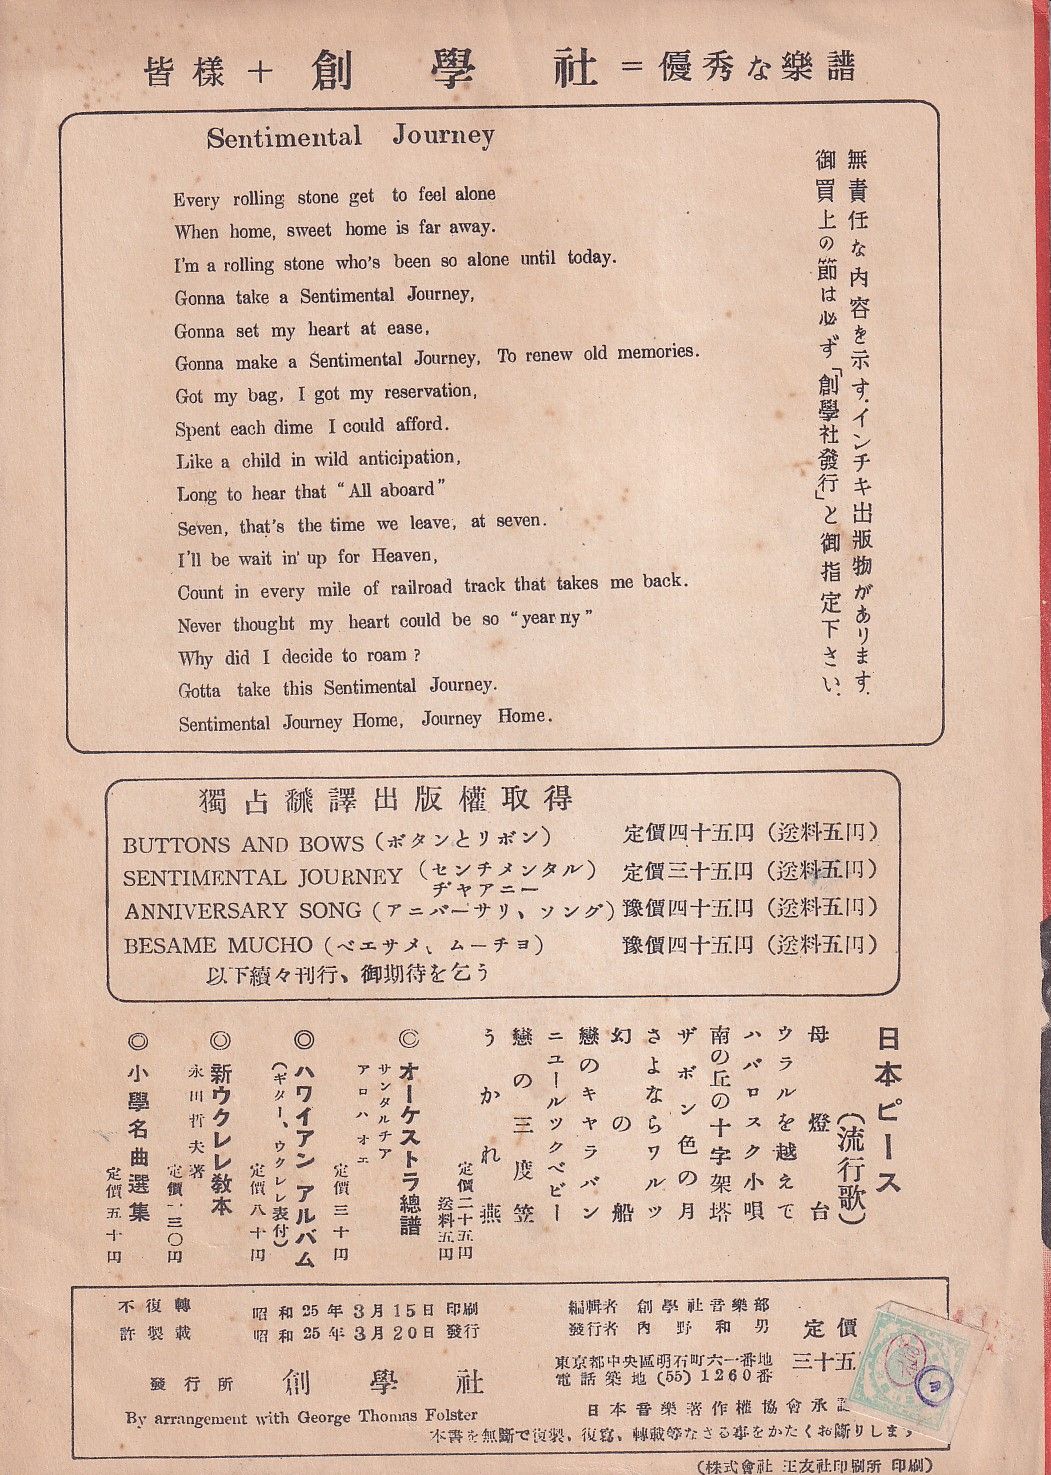 皆樣＋創學社＝優秀な樂譜
Sentimental Journey
Every rolling stone get to feel alone
When home, sweet home is far away.
I'm a rolling stone who's been so alone until today.
Gonna take a Sentimental Journey,
Gonna set my heart at ease,
Gonna make a Sentimental Journey, To renew old memories.
Got my bag, I got my reservation,
Spent each dime I could afford.
Like a child in wild anticipation,
Long to hear that “All aboard”
Seven, that's the time we leave, at seven.
I'll be wait in' up for Heaven,
Count in every mile of railroad track that takes me back.
Never thought my heart could be so “year ny”
Why did I decide to roam?
Gotta take this Sentimental Journey.
Sentimental Journey Home, Journey Home.
無責任な内容を示す.インチキ出版物があります.
御買上の節は必ず「創學社發行」と御指定下さい.
獨占飜譯出版權取得
BUTTONS AND BOWS (ボタンとリボン) 定價四十五円 (送料五円)
SENTIMENTAL JOURNEY (センチメンタルヂヤアニー) 定價三十五円 (送料五円)
ANNIVERSARY SONG (アニバーサリ、ソング) 豫價四十五円 (送料五円)
BESAME MUCHO (ベエサメ、ムーチヨ) 豫價四十五円 (送料五円)
以下續々刊行、御期待を乞う
日本ピース
(流行歌)
母燈台
ウラルを越えて
ハバロスク小唄
南の丘の十字架塔
ザボン色の月
さよならワルツ
幻の船
戀のキャラバン
ニユールツクベビー
戀の三度笠
うかれ燕
定價二十五円
送料五円
◎オーケストラ總譜
サンタルチア
アロハオエ
定價三十円
◎ハワイアンアルバム
(ギター、ウクレレ表付)
定價八十円
◎新ウクレレ敎本
永田哲夫著
定價一三〇円
◎小學名曲選集
定價五十円
不復轉
許製載
昭和25年3月15日印刷
昭和25年3月20日發行
發行所 創學社
By arrangement with George Thomas Folster
編輯者 創學社音樂部
發行者 内野和男
東京都中央區明石町六一番地
電話築地(55)1260番
定價
三十五
日本音樂著作權協會承
本書を無斷で復製、復寫、轉載等なさる事をかたくお斷りします
(株式會社 王友社印刷所 印刷)